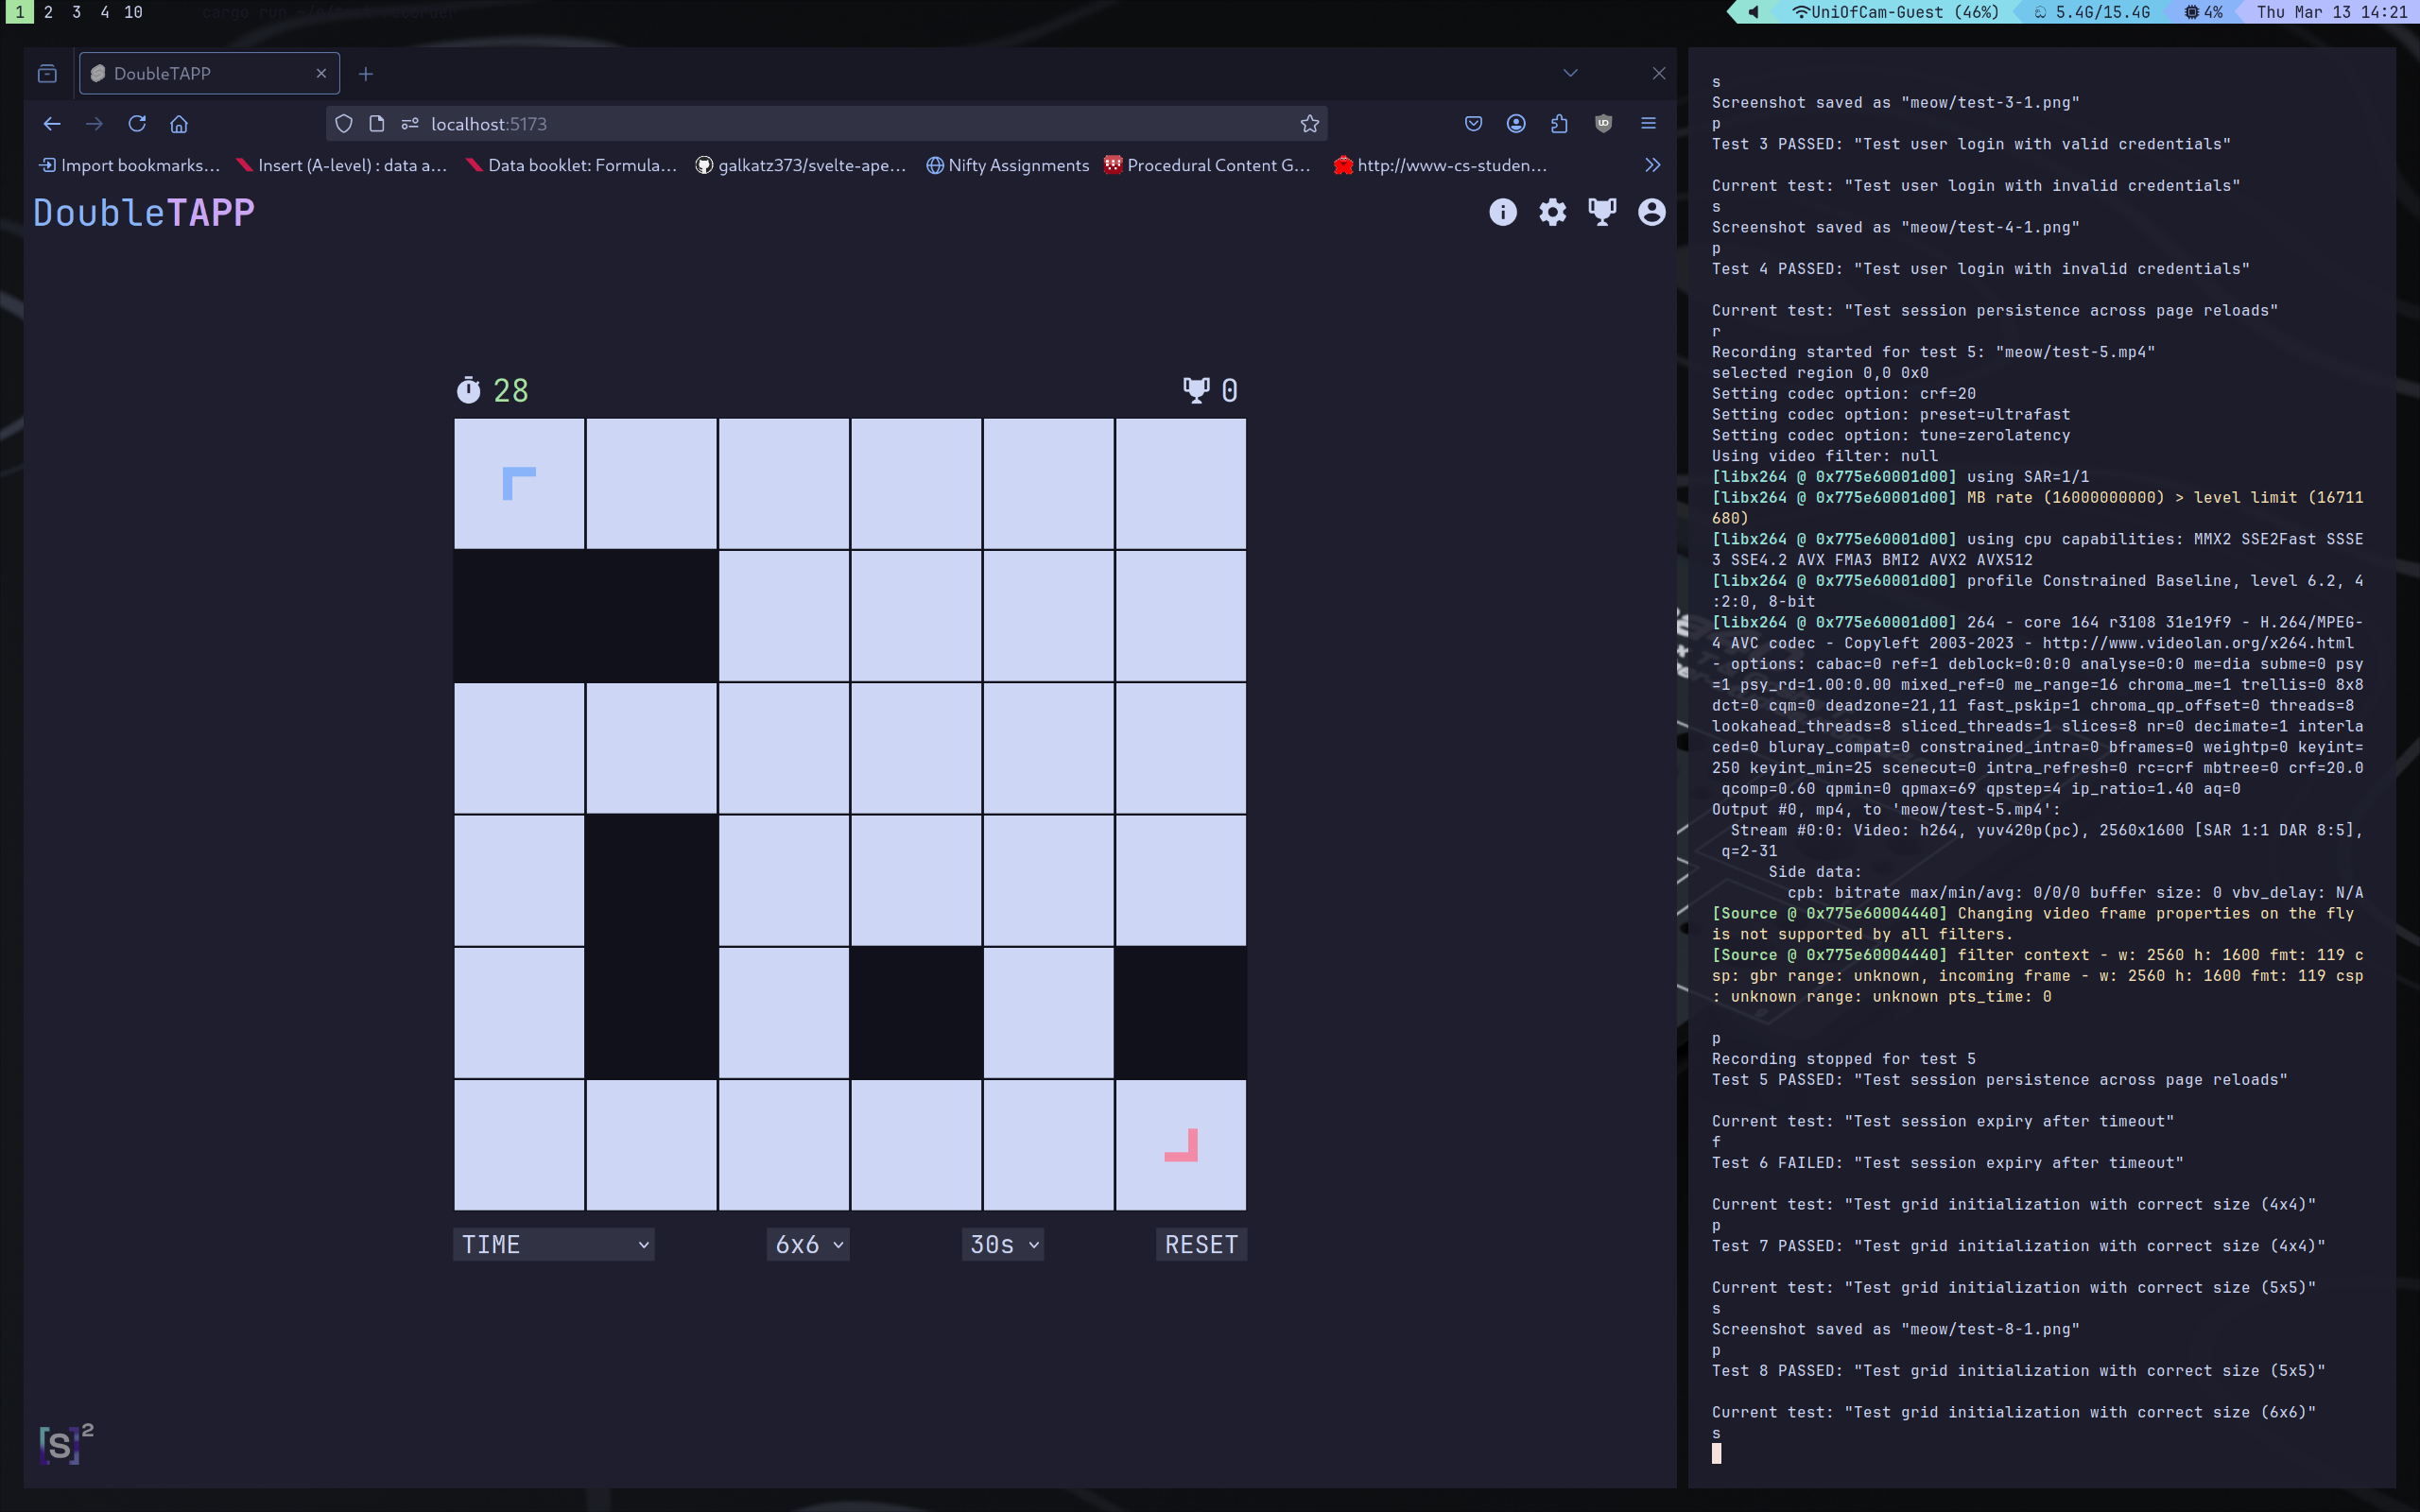 1 2 3 4 10 cargo run
UniOfCam-Guest (46%) 5.4G/15.4G 4% Thu Mar 13 14:21
DoubleTAPP
localhost:5173
Import bookmarks… Insert (A-level) : data a… Data booklet: Formula… galkatz373/svelte-ape… Nifty Assignments Procedural Content G… http://www-cs-studen…
DoubleTAPP
28 0
TIME 6x6 30s RESET
[S]²
s
Screenshot saved as "meow/test-3-1.png"
p
Test 3 PASSED: "Test user login with valid credentials"
Current test: "Test user login with invalid credentials"
s
Screenshot saved as "meow/test-4-1.png"
p
Test 4 PASSED: "Test user login with invalid credentials"
Current test: "Test session persistence across page reloads"
r
Recording started for test 5: "meow/test-5.mp4"
selected region 0,0 0x0
Setting codec option: crf=20
Setting codec option: preset=ultrafast
Setting codec option: tune=zerolatency
Using video filter: null
[libx264 @ 0x775e60001d00] using SAR=1/1
[libx264 @ 0x775e60001d00] MB rate (16000000000) > level limit (16711
680)
[libx264 @ 0x775e60001d00] using cpu capabilities: MMX2 SSE2Fast SSSE
3 SSE4.2 AVX FMA3 BMI2 AVX2 AVX512
[libx264 @ 0x775e60001d00] profile Constrained Baseline, level 6.2, 4
:2:0, 8-bit
[libx264 @ 0x775e60001d00] 264 - core 164 r3108 31e19f9 - H.264/MPEG-
4 AVC codec - Copyleft 2003-2023 - http://www.videolan.org/x264.html
- options: cabac=0 ref=1 deblock=0:0:0 analyse=0:0 me=dia subme=0 psy
=1 psy_rd=1.00:0.00 mixed_ref=0 me_range=16 chroma_me=1 trellis=0 8x8
dct=0 cqm=0 deadzone=21,11 fast_pskip=1 chroma_qp_offset=0 threads=8
lookahead_threads=8 sliced_threads=1 slices=8 nr=0 decimate=1 interla
ced=0 bluray_compat=0 constrained_intra=0 bframes=0 weightp=0 keyint=
250 keyint_min=25 scenecut=0 intra_refresh=0 rc=crf mbtree=0 crf=20.0
qcomp=0.60 qpmin=0 qpmax=69 qpstep=4 ip_ratio=1.40 aq=0
Output #0, mp4, to 'meow/test-5.mp4':
Stream #0:0: Video: h264, yuv420p(pc), 2560x1600 [SAR 1:1 DAR 8:5],
q=2-31
Side data:
cpb: bitrate max/min/avg: 0/0/0 buffer size: 0 vbv_delay: N/A
[Source @ 0x775e60004440] Changing video frame properties on the fly
is not supported by all filters.
[Source @ 0x775e60004440] filter context - w: 2560 h: 1600 fmt: 119 c
sp: gbr range: unknown, incoming frame - w: 2560 h: 1600 fmt: 119 csp
: unknown range: unknown pts_time: 0
p
Recording stopped for test 5
Test 5 PASSED: "Test session persistence across page reloads"
Current test: "Test session expiry after timeout"
f
Test 6 FAILED: "Test session expiry after timeout"
Current test: "Test grid initialization with correct size (4x4)"
p
Test 7 PASSED: "Test grid initialization with correct size (4x4)"
Current test: "Test grid initialization with correct size (5x5)"
s
Screenshot saved as "meow/test-8-1.png"
p
Test 8 PASSED: "Test grid initialization with correct size (5x5)"
Current test: "Test grid initialization with correct size (6x6)"
s